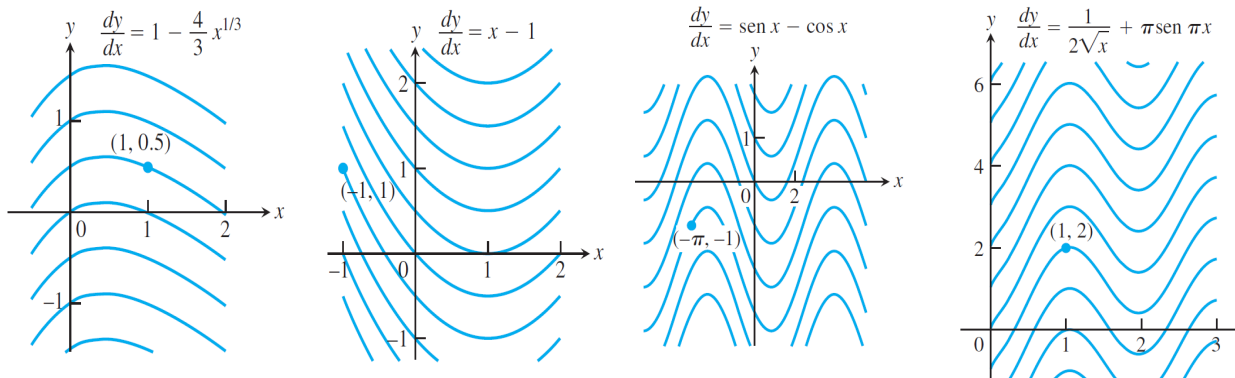 dy/dx = 1 − 4/3 x^{1/3}
y
1
(1, 0.5)
x
0
1
2
−1
dy/dx = x − 1
y
2
1
(−1, 1)
x
−1
0
1
2
−1
dy/dx = sen x − cos x
y
1
x
0
2
(−π, −1)
dy/dx = 1/(2√x) + π sen πx
y
6
4
(1, 2)
2
x
0
1
2
3